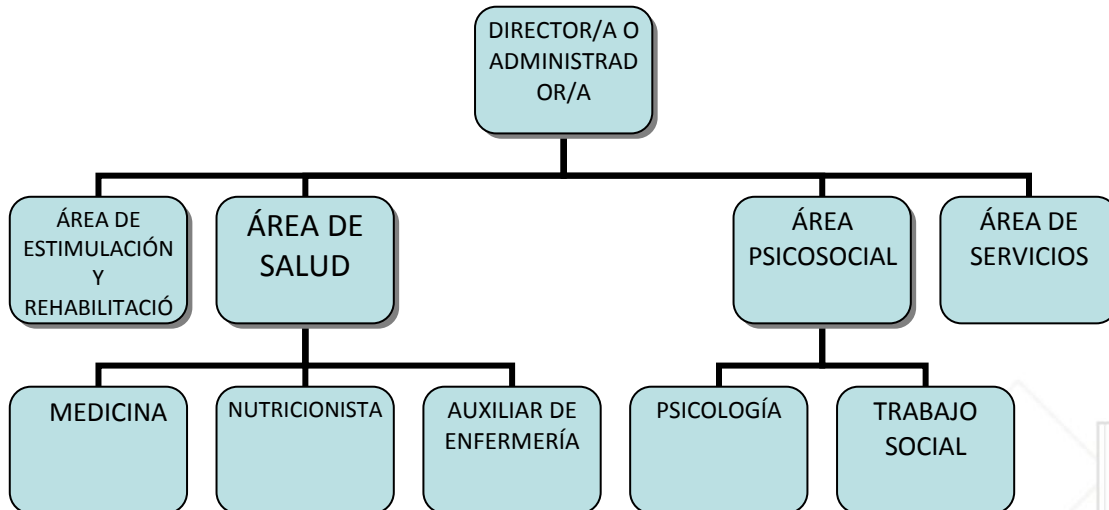 DIRECTOR/A O
ADMINISTRAD
OR/A
ÁREA DE
ESTIMULACIÓN
Y
REHABILITACIÓ
ÁREA DE
SALUD
ÁREA
PSICOSOCIAL
ÁREA DE
SERVICIOS
MEDICINA
NUTRICIONISTA
AUXILIAR DE
ENFERMERÍA
PSICOLOGÍA
TRABAJO
SOCIAL